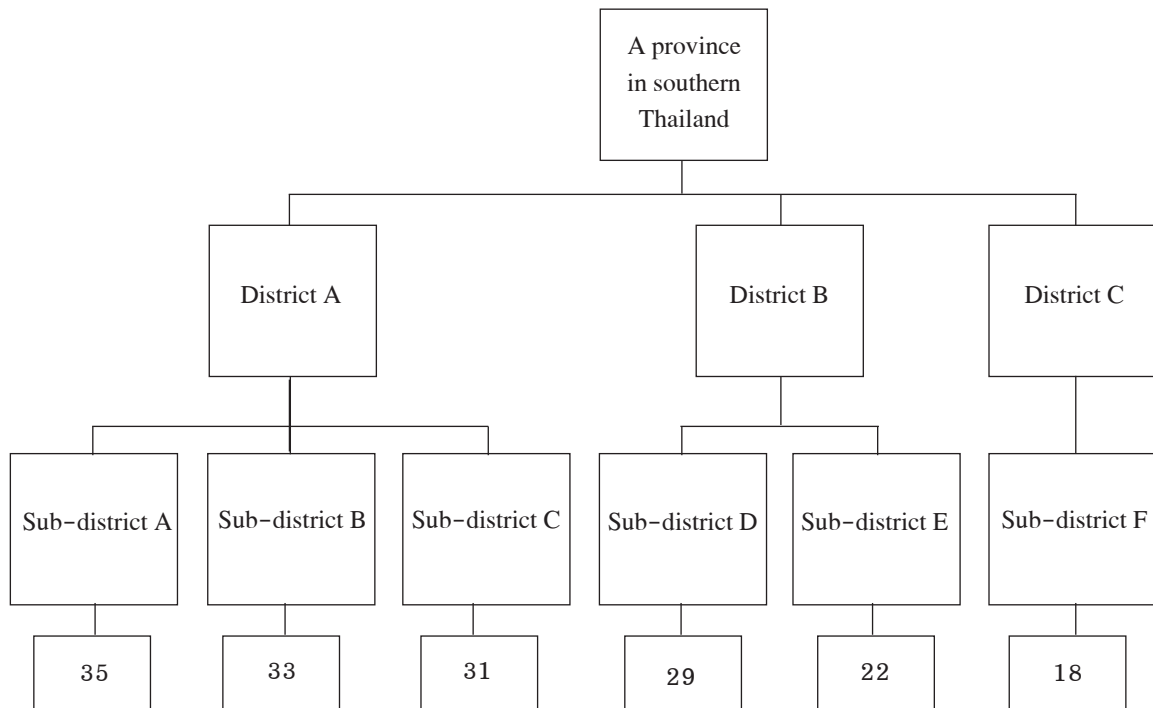 A province
in southern
Thailand
District A
District B
District C
Sub-district A
Sub-district B
Sub-district C
Sub-district D
Sub-district E
Sub-district F
35
33
31
29
22
18